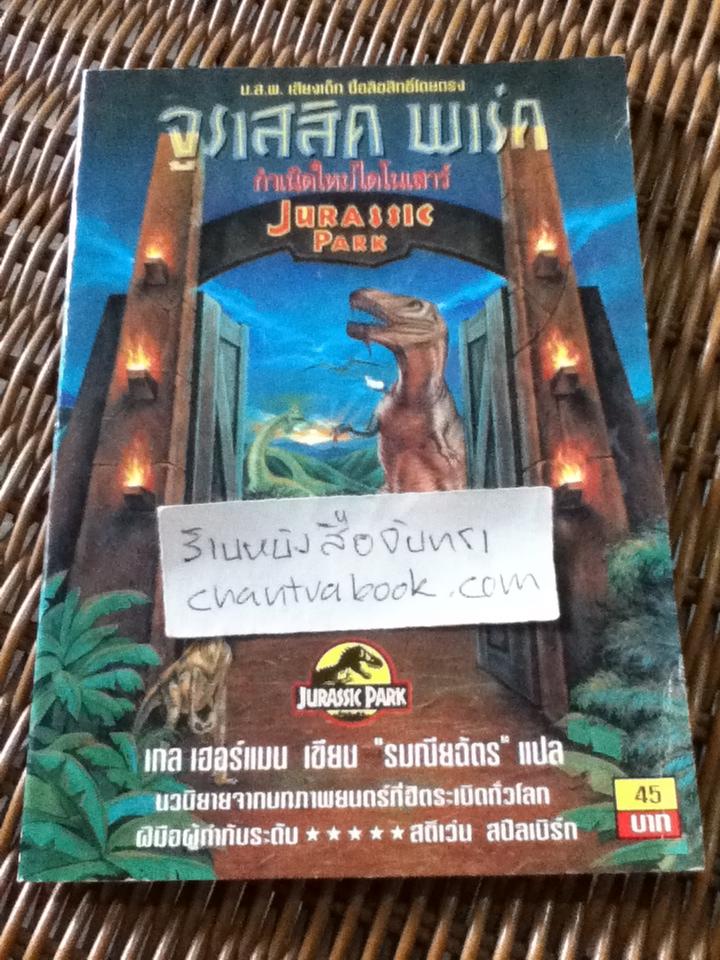 น.ส.พ. เสียงเด็ก ซื้อลิขสิทธิ์โดยตรง
จูราสสิค พาร์ค
กำเนิดใหม่ไดโนเสาร์
JURASSIC
PARK
ร้านหนังสือจันทรา
chantrabook.com
JURASSIC PARK
เกล เฮอร์แมน เขียน "รมณียฉัตร" แปล
นวนิยายจากบทภาพยนตร์ที่ฮิตระเบิดทั่วโลก
ฝีมือผู้กำกับระดับ ★★★★★ สตีเว่น สปีลเบิร์ก
45
บาท